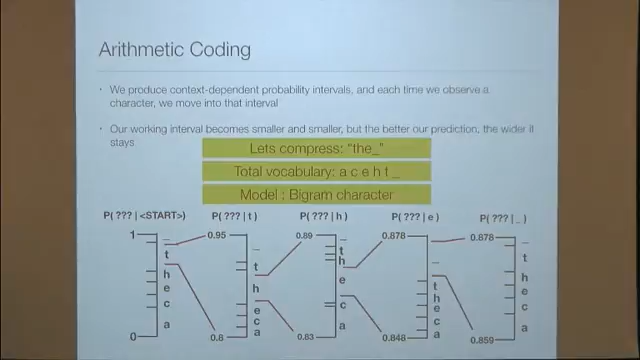 Arithmetic Coding
We produce context-dependent probability intervals, and each time we observe a
character, we move into that interval
Our working interval becomes smaller and smaller, but the better our prediction, the wider it
stays
Lets compress: "the_"
Total vocabulary: a c e h t _
Model : Bigram character
P( ??? | <START>) P( ??? | t ) P( ??? | h ) P( ??? | e ) P( ??? | _ )
1 0.95 0.89 0.878 0.878
_ _ _ _ _
t t t t t
h h h h h
e e e e e
c c c c c
a a a a a
0 0.8 0.83 0.848 0.859